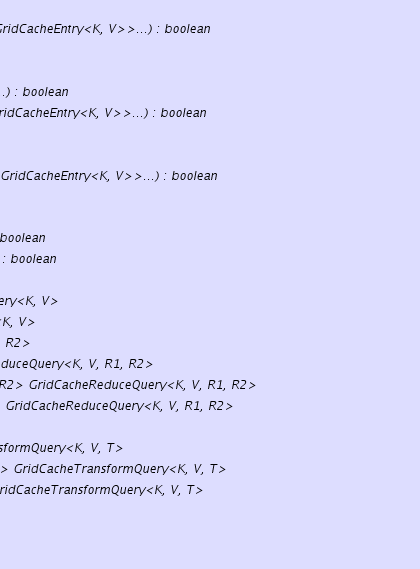 GridCacheEntry<K, V>>...) : boolean
..) : boolean
ridCacheEntry<K, V>>...) : boolean
GridCacheEntry<K, V>>...) : boolean
boolean
: boolean
ery<K, V>
<K, V>
R2>
duceQuery<K, V, R1, R2>
R2> GridCacheReduceQuery<K, V, R1, R2>
GridCacheReduceQuery<K, V, R1, R2>
sformQuery<K, V, T>
> GridCacheTransformQuery<K, V, T>
ridCacheTransformQuery<K, V, T>